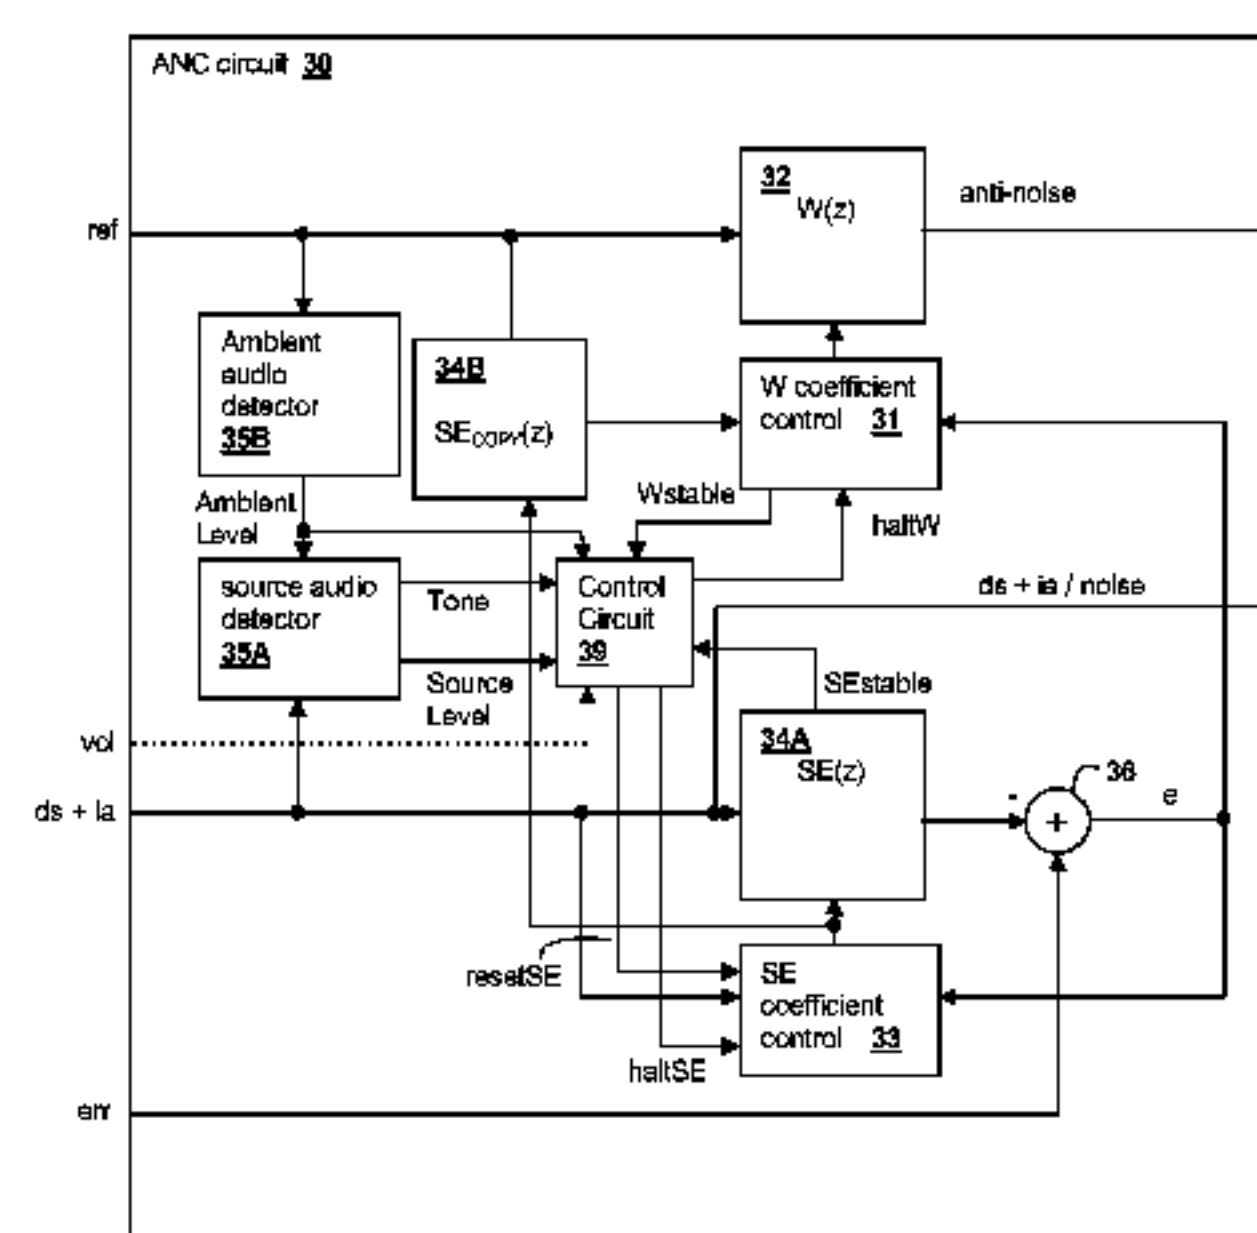 ANC circuit 30
32
W(z)
anti-noise
ref
Ambient
audio
detector
35B
34B
SECOPY(z)
W coefficient
control 31
Ambient
Level
Wstable
haltW
source audio
detector
35A
Tone
Control
Circuit
39
ds + ia / noise
Source
Level
SEstable
vol
34A
SE(z)
36
ds + ia
-
+
e
resetSE
SE
coefficient
control 33
haltSE
err